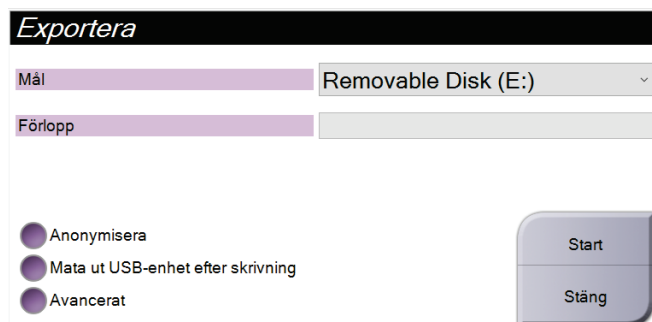 Exportera
Mål
Removable Disk (E:)
Förlopp
Anonymisera
Mata ut USB-enhet efter skrivning
Avancerat
Start
Stäng